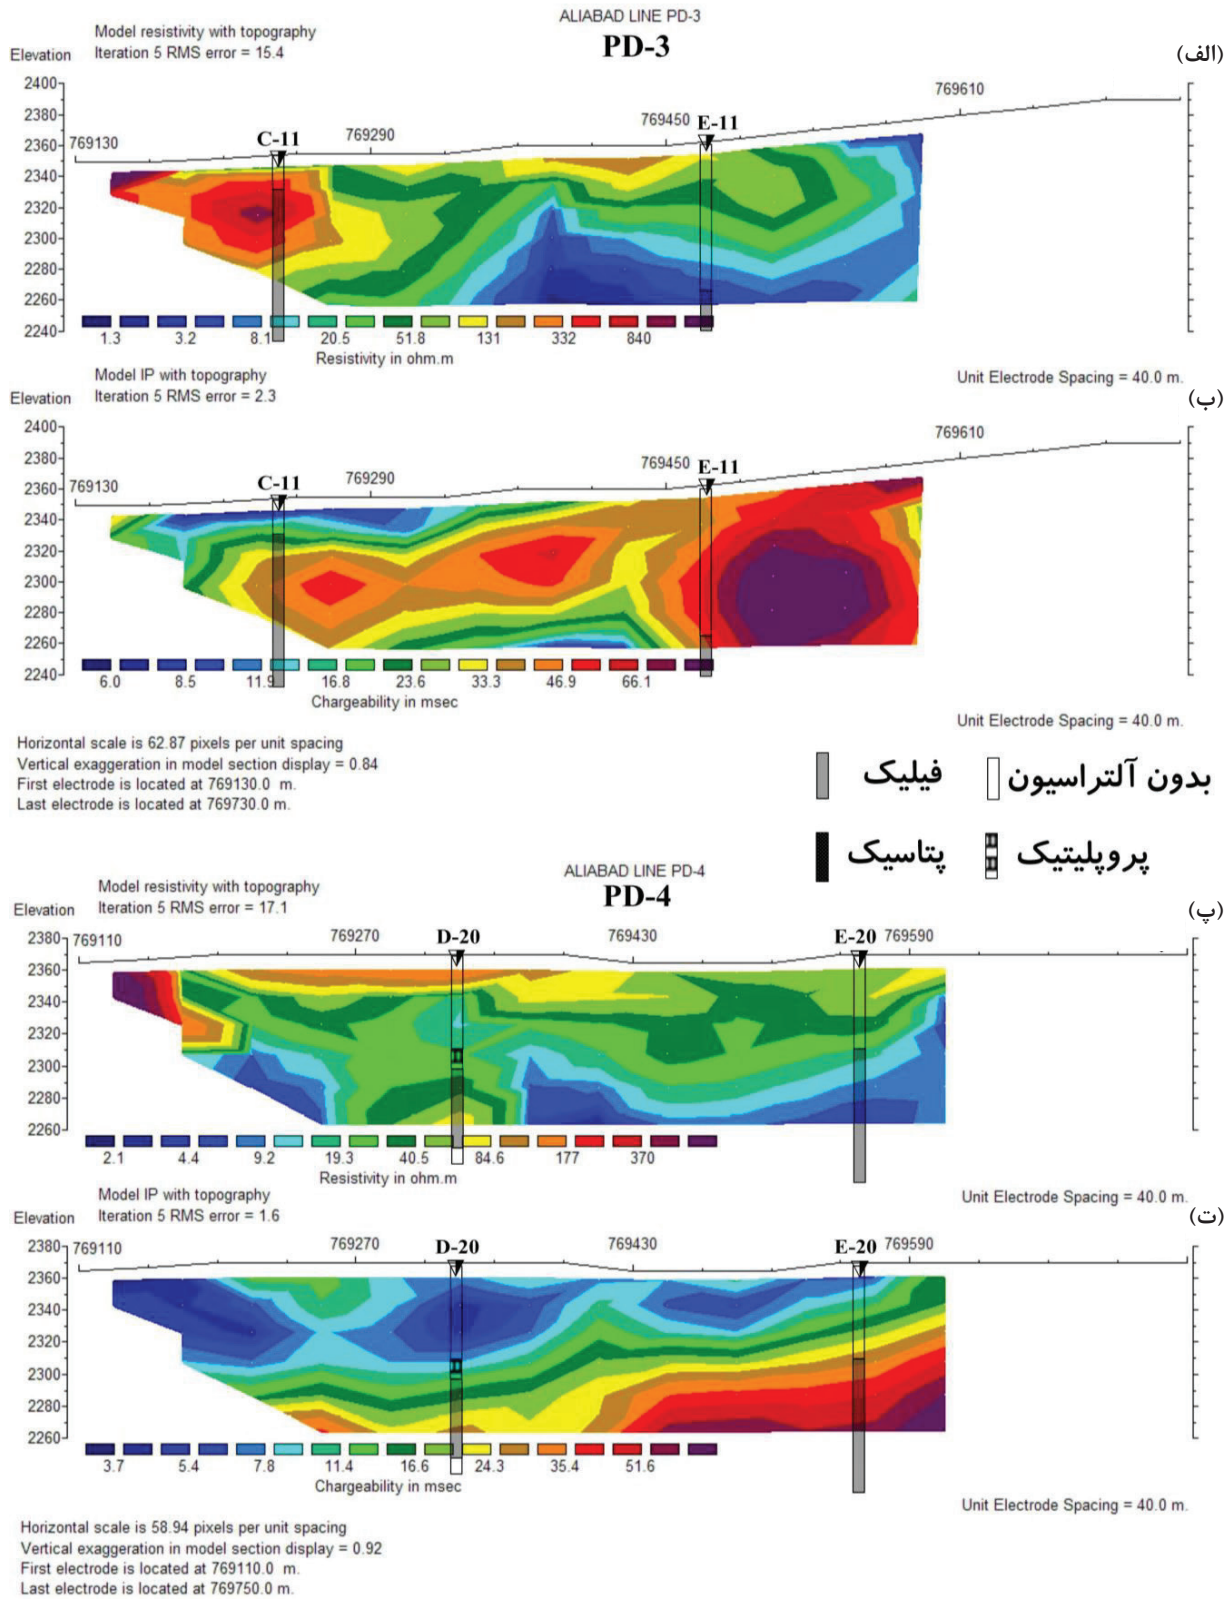 ALIABAD LINE PD-3
PD-3
(الف)
Model resistivity with topography
Elevation Iteration 5 RMS error = 15.4
2400
2380
2360
2340
2320
2300
2280
2260
2240
769130 C-11 769290 769450 E-11 769610
1.3 3.2 8.1 20.5 51.8 131 332 840
Resistivity in ohm.m
Unit Electrode Spacing = 40.0 m.
(ب)
Model IP with topography
Elevation Iteration 5 RMS error = 2.3
2400
2380
2360
2340
2320
2300
2280
2260
2240
769130 C-11 769290 769450 E-11 769610
6.0 8.5 11.9 16.8 23.6 33.3 46.9 66.1
Chargeability in msec
Unit Electrode Spacing = 40.0 m.
Horizontal scale is 62.87 pixels per unit spacing
Vertical exaggeration in model section display = 0.84
First electrode is located at 769130.0 m.
Last electrode is located at 769730.0 m.
بدون آلتراسیون
فیلیک
پروپلیتیک
پتاسیک
ALIABAD LINE PD-4
PD-4
(پ)
Model resistivity with topography
Elevation Iteration 5 RMS error = 17.1
2380
2360
2340
2320
2300
2280
2260
769110 769270 D-20 769430 E-20 769590
2.1 4.4 9.2 19.3 40.5 84.6 177 370
Resistivity in ohm.m
Unit Electrode Spacing = 40.0 m.
(ت)
Model IP with topography
Elevation Iteration 5 RMS error = 1.6
2380
2360
2340
2320
2300
2280
2260
769110 769270 D-20 769430 E-20 769590
3.7 5.4 7.8 11.4 16.6 24.3 35.4 51.6
Chargeability in msec
Unit Electrode Spacing = 40.0 m.
Horizontal scale is 58.94 pixels per unit spacing
Vertical exaggeration in model section display = 0.92
First electrode is located at 769110.0 m.
Last electrode is located at 769750.0 m.